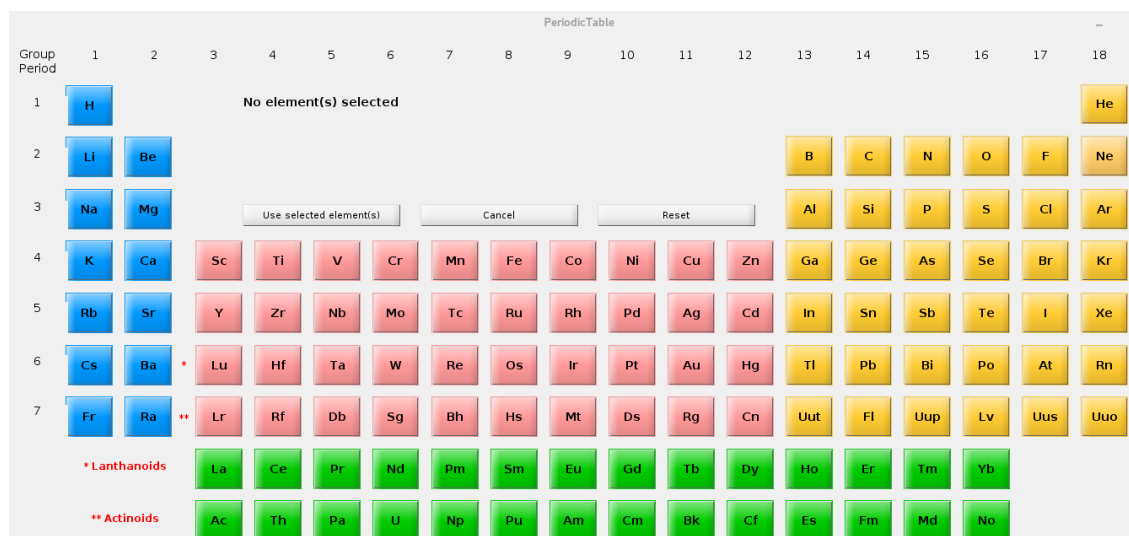 PeriodicTable
Group 1 2 3 4 5 6 7 8 9 10 11 12 13 14 15 16 17 18
Period
1 H No element(s) selected He
2 Li Be B C N O F Ne
3 Na Mg Use selected element(s) Cancel Reset Al Si P S Cl Ar
4 K Ca Sc Ti V Cr Mn Fe Co Ni Cu Zn Ga Ge As Se Br Kr
5 Rb Sr Y Zr Nb Mo Tc Ru Rh Pd Ag Cd In Sn Sb Te I Xe
6 Cs Ba * Lu Hf Ta W Re Os Ir Pt Au Hg Tl Pb Bi Po At Rn
7 Fr Ra ** Lr Rf Db Sg Bh Hs Mt Ds Rg Cn Uut Fl Uup Lv Uus Uuo
* Lanthanoids La Ce Pr Nd Pm Sm Eu Gd Tb Dy Ho Er Tm Yb
** Actinoids Ac Th Pa U Np Pu Am Cm Bk Cf Es Fm Md No